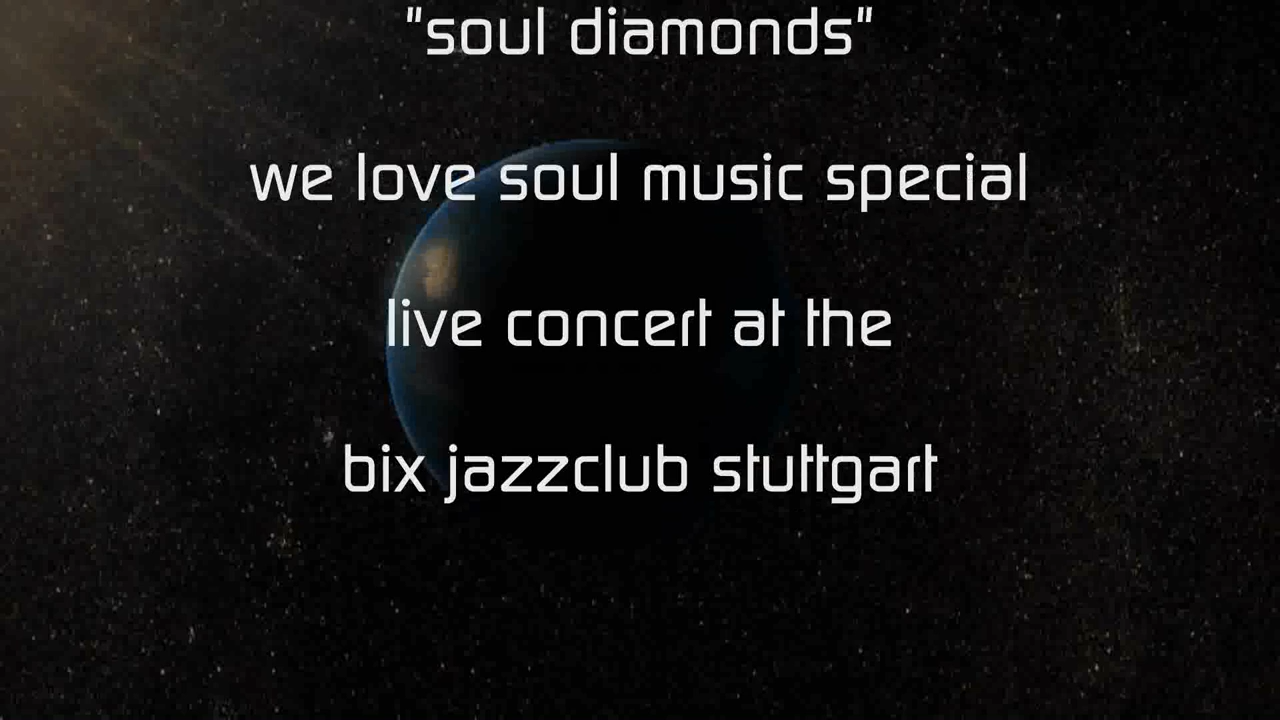 "soul diamonds"
we love soul music special
live concert at the
bix jazzclub stuttgart